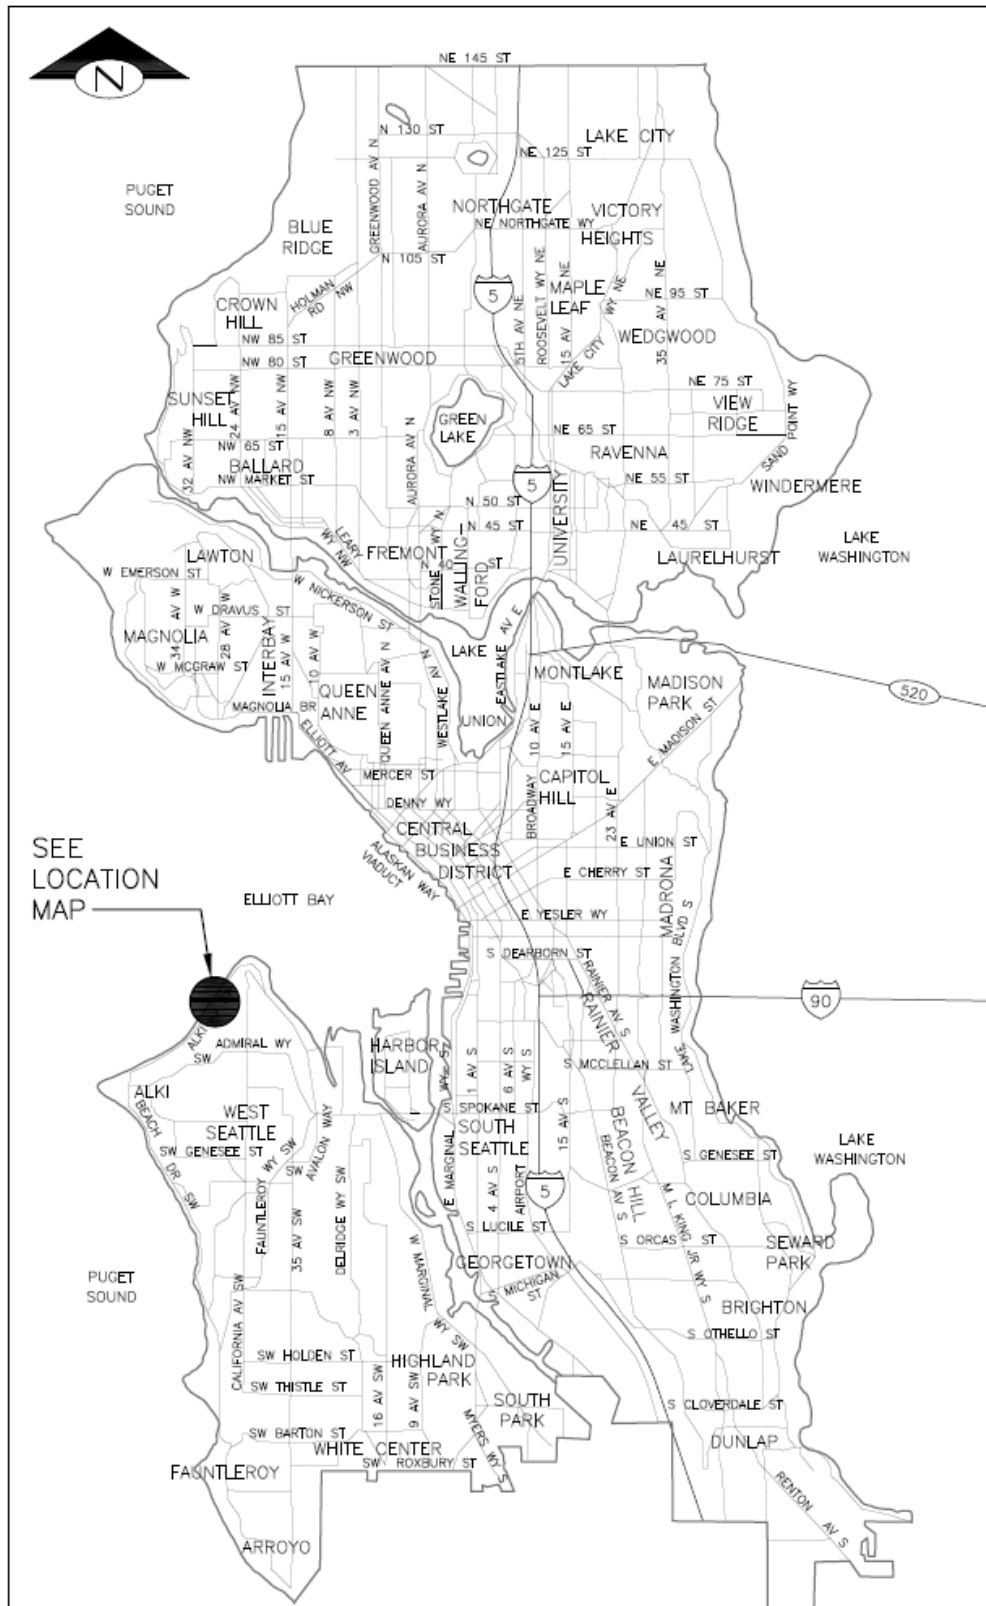 N
NE 145 ST
N 130 ST
LAKE CITY
NE 125 ST
GREENWOOD AV N
AURORA AV N
PUGET
SOUND
NORTHGATE
NE NORTHGATE WY
VICTORY
HEIGHTS
BLUE
RIDGE
N 105 ST
HOLMAN
RD NW
CROWN
HILL
5
5TH AV NE
ROOSEVELT WY NE
15 AV NE
MAPLE
LEAF
LAKE CITY WY NE
35 AV NE
NE 95 ST
WEDGWOOD
NW 85 ST
GREENWOOD
NW 80 ST
SUNSET
HILL
24 AV NW
15 AV NW
8 AV NW
3 AV NW
NE 75 ST
VIEW
RIDGE
SAND POINT WY
GREEN
LAKE
AURORA AV N
NE 65 ST
RAVENNA
32 AV NW
NW 65 ST
BALLARD
NW MARKET ST
5
UNIVERSITY
NE 55 ST
WINDERMERE
N 50 ST
N 45 ST
NE 45 ST
LAKE
WASHINGTON
LEARY
WY NW
FREMONT
STONE WY N
WALLING-
FORD
N 40 ST
LAURELHURST
LAWTON
W EMERSON ST
W NICKERSON ST
W DRAVUS ST
34 AV W
28 AV W
MAGNOLIA
W MCGRAW ST
INTERBAY
15 AV W
10 AV W
MAGNOLIA BR
QUEEN
ANNE
QUEEN ANNE AV N
WESTLAKE AV N
LAKE
UNION
EASTLAKE AV E
MONTLAKE
MADISON
PARK
520
ELLIOTT AV
MERCER ST
10 AV E
15 AV E
E MADISON ST
DENNY WY
BROADWAY
CAPITOL
HILL
23 AV E
CENTRAL
BUSINESS
DISTRICT
ALASKAN WAY
VIADUCT
E UNION ST
E CHERRY ST
MADRONA
SEE
LOCATION
MAP
ELLIOTT BAY
E YESLER WY
S DEARBORN ST
LAKE WASHINGTON BLVD S
RAINIER AV S
RAINIER
VALLEY
90
ALKI
SW ADMIRAL WY
HARBOR
ISLAND
1 AV S
6 AV S
S MCCLELLAN ST
ALKI
BEACH DR SW
WEST
SEATTLE
SW GENESEE ST
FAUNTLEROY WY SW
SW AVALON WAY
S SPOKANE ST
SOUTH
SEATTLE
15 AV S
BEACON HILL
BEACON AV S
MT BAKER
S GENESEE ST
LAKE
WASHINGTON
E MARGINAL WY S
4 AV S
AIRPORT WY S
5
COLUMBIA
M L KING JR WY S
35 AV SW
DELRIDGE WY SW
S LUCILE ST
S ORCAS ST
SEWARD
PARK
W MARGINAL WY SW
GEORGETOWN
S MICHIGAN
ST
PUGET
SOUND
BRIGHTON
S OTHELLO ST
CALIFORNIA AV SW
SW HOLDEN ST
SW THISTLE ST
16 AV SW
9 AV SW
HIGHLAND
PARK
SOUTH
PARK
S CLOVERDALE ST
SW BARTON ST
WHITE CENTER
SW ROXBURY ST
MYERS WY S
DUNLAP
FAUNTLEROY
RENTON AV S
ARROYO